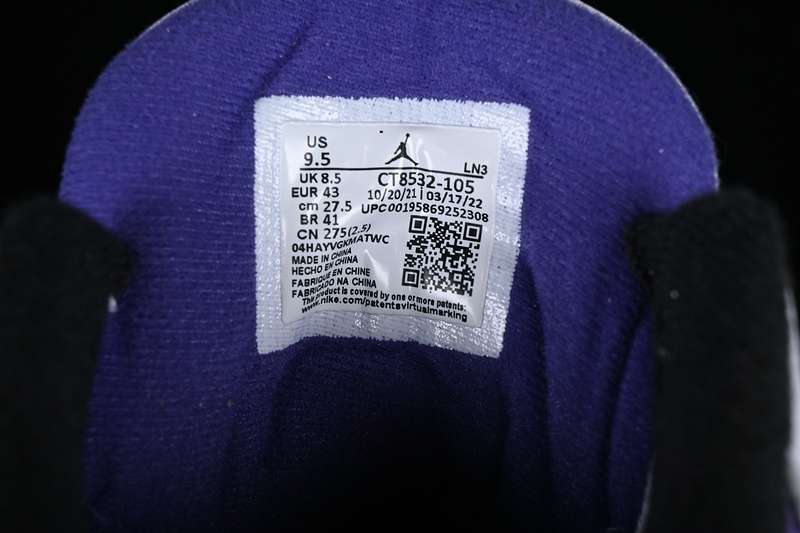 US
9.5
LN3
UK 8.5
CT8532-105
EUR 43
10/20/21 | 03/17/22
cm 27.5
UPC00195869252308
BR 41
CN 275(2.5)
04HAYVGKMATWC
MADE IN CHINA
HECHO EN CHINA
FABRIQUE EN CHINE
FABRICADO NA CHINA
This product is covered by one or more patents:
www.nike.com/patentsvirtualmarking